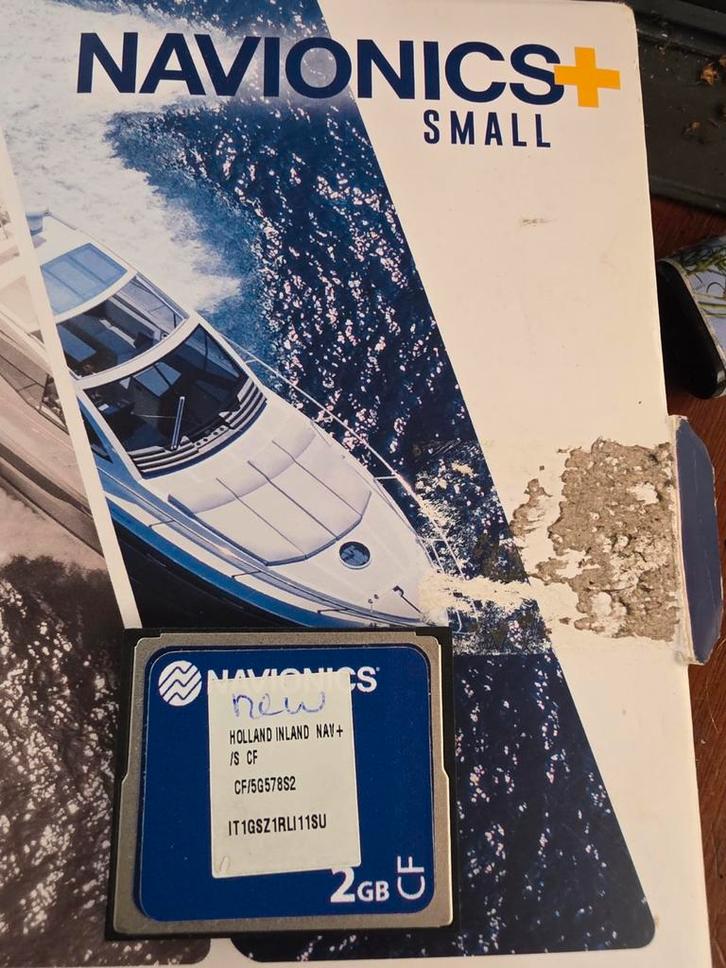 NAVIONICS+
SMALL
NAVIONICS®
new
HOLLAND INLAND NAV+
/S CF
CF/5G578S2
IT1GSZ1RLI11SU
2GB CF